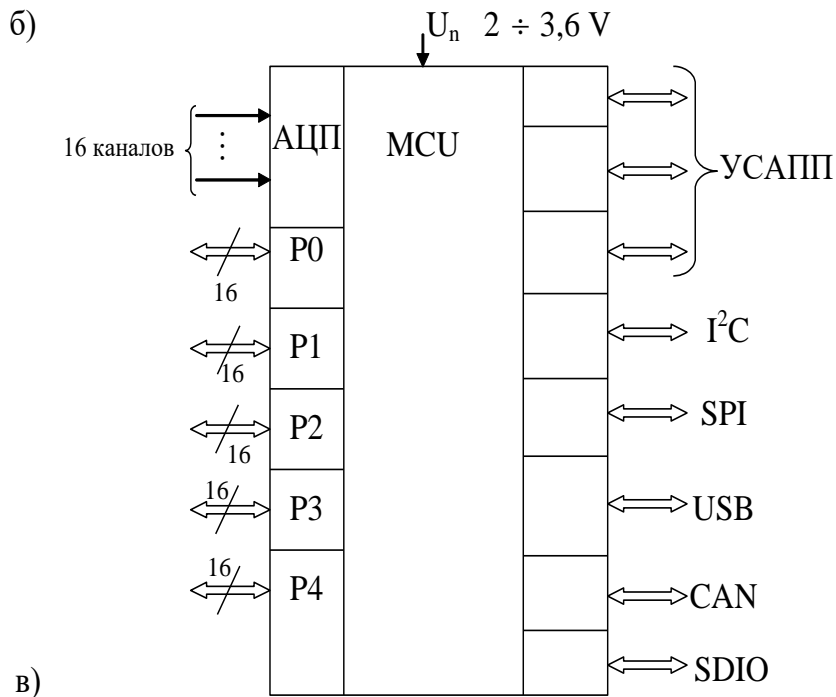 б)
Uₙ 2 ÷ 3,6 V
16 каналов
АЦП
MCU
УСАПП
P0
16
P1
16
I²C
P2
16
SPI
16
P3
USB
16
P4
CAN
SDIO
в)